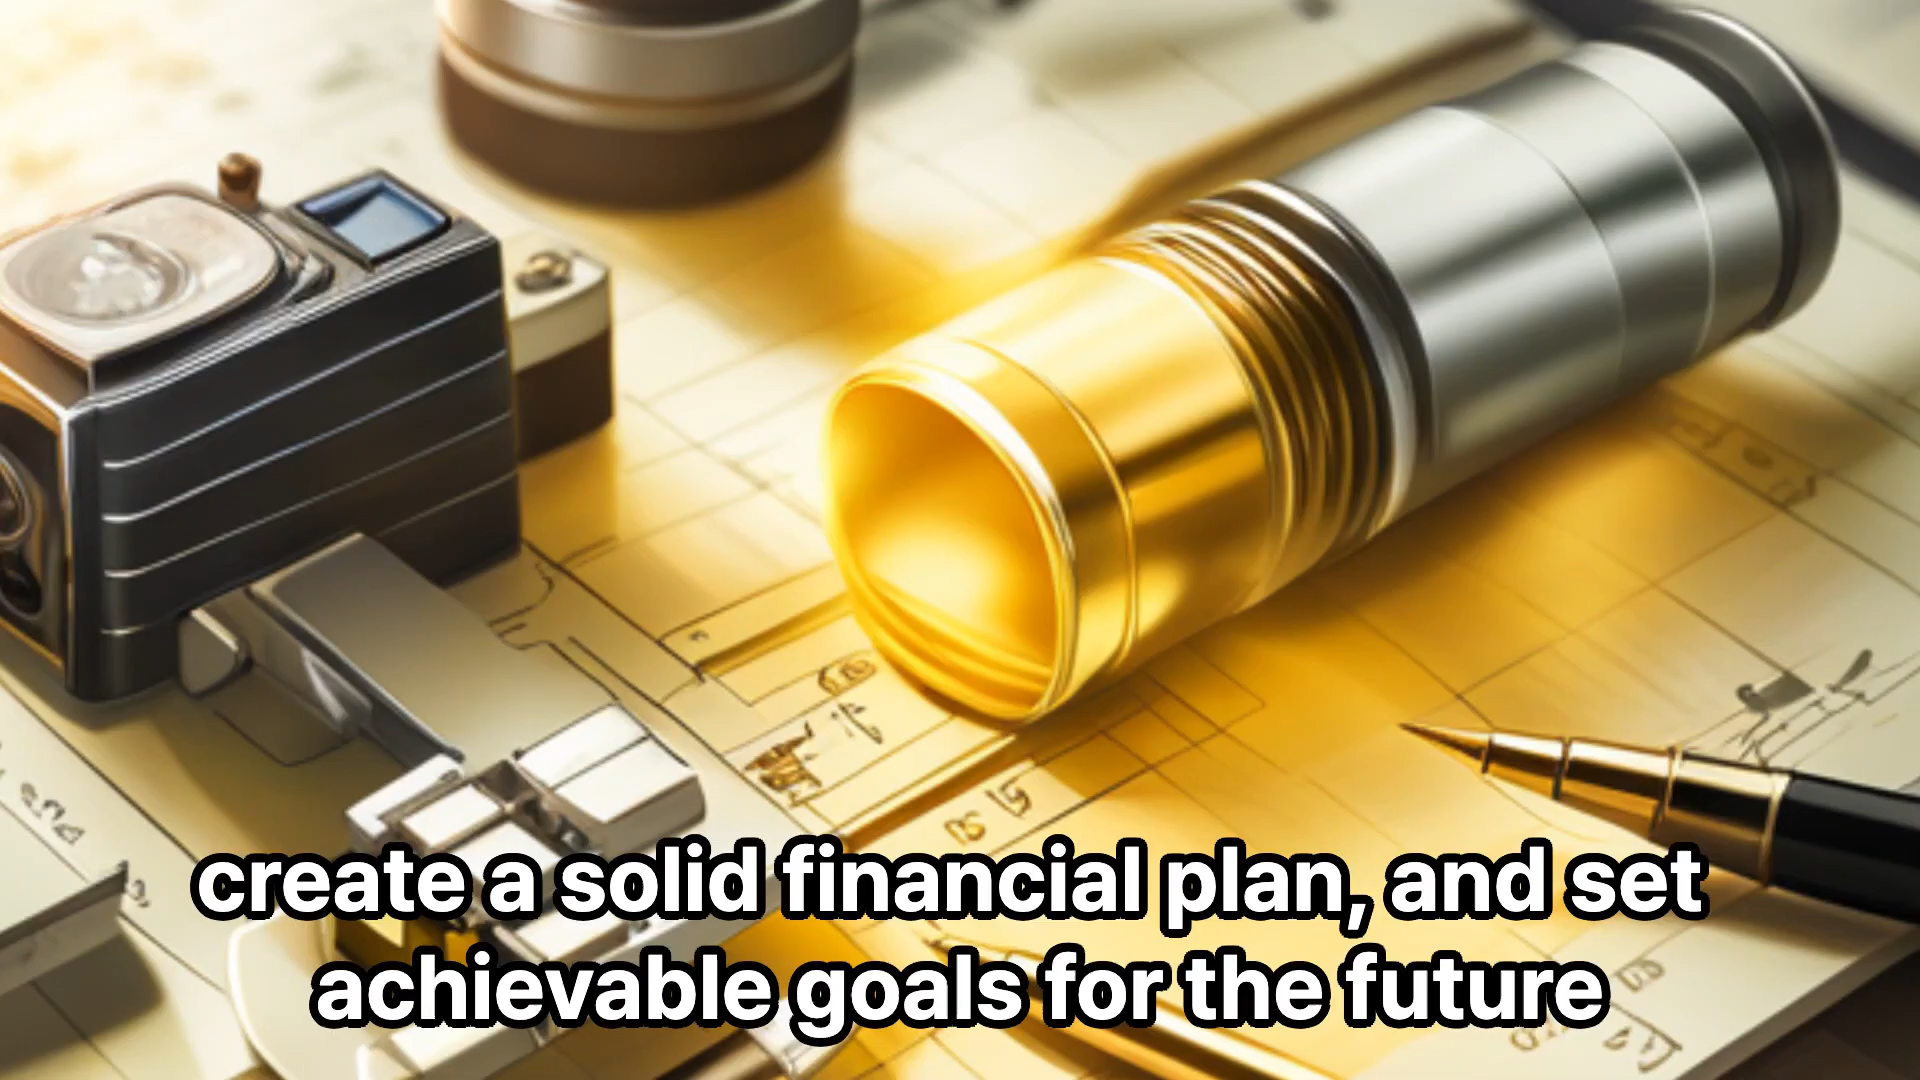 create a solid financial plan, and set
achievable goals for the future